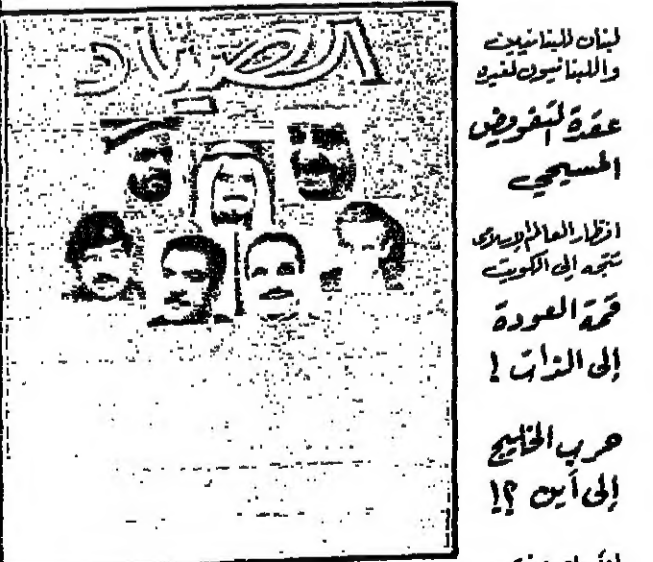 الصياد
لبنان للبنانيين
واللبنانيون لغيره
عقدة التفويض
المسيحي
انظار العالم الإسلامي
تتجه إلى الكويت
قمة العودة
إلى الذات !
حرب الخليج
إلى أين ؟!